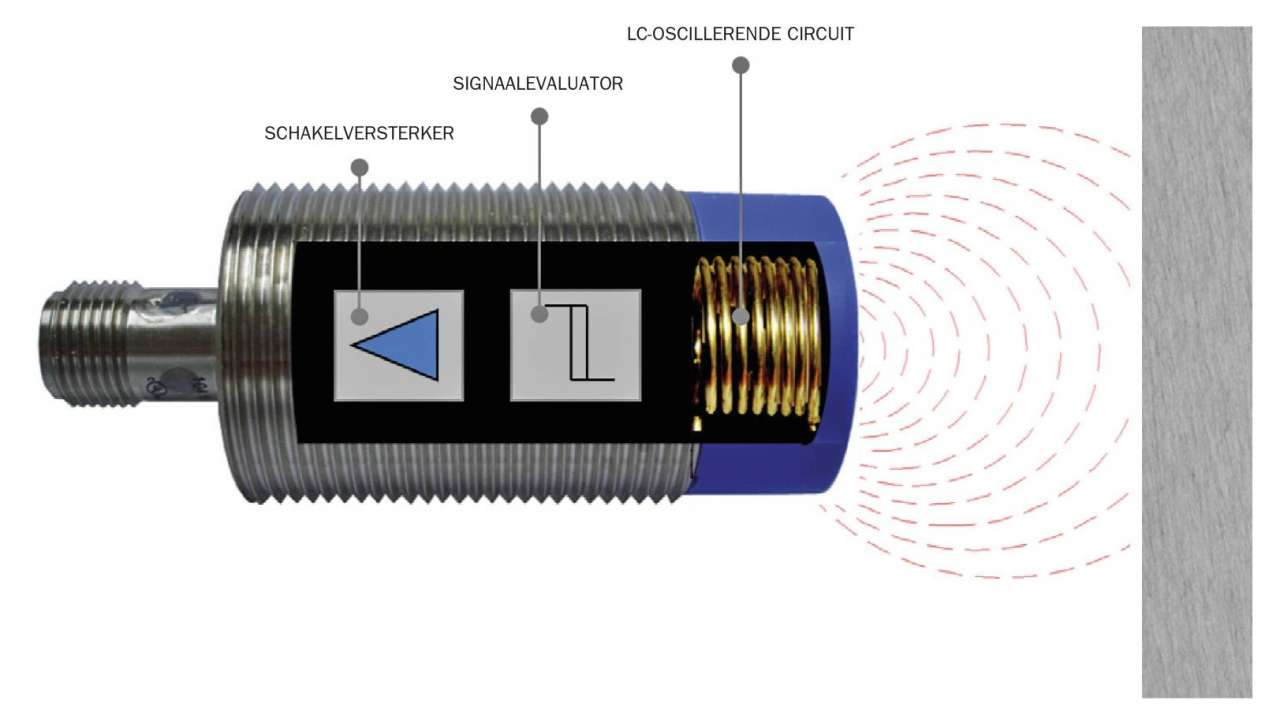 LC-OSCILLERENDE CIRCUIT
SIGNAALEVALUATOR
SCHAKELVERSTERKER